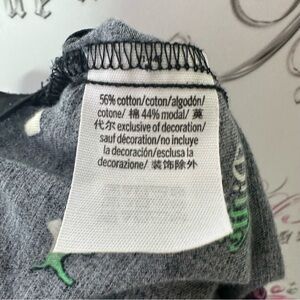 56% cotton/coton/algodón/
cotone/ 棉 44% modal/ 莫
代尔 exclusive of decoration/
sauf décoration/no incluye
la decoración/esclusa la
decorazione/ 装饰除外